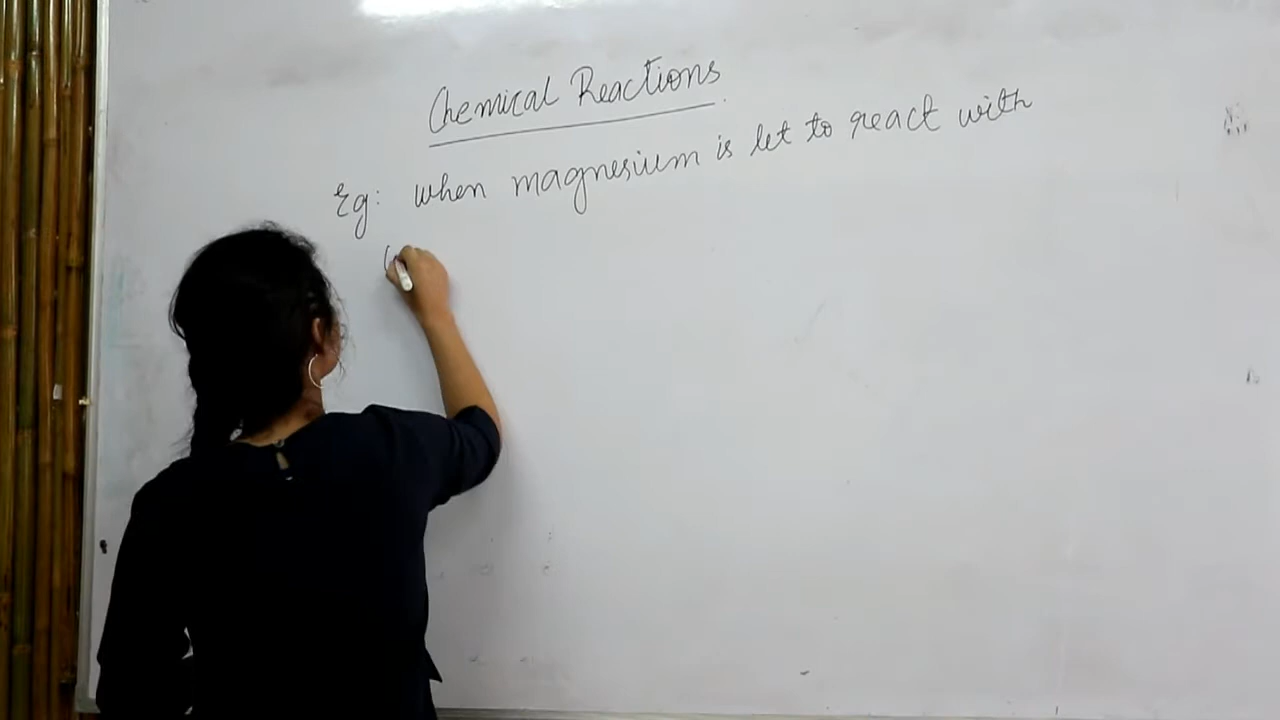 Chemical Reactions
Eg: when magnesium is let to react with